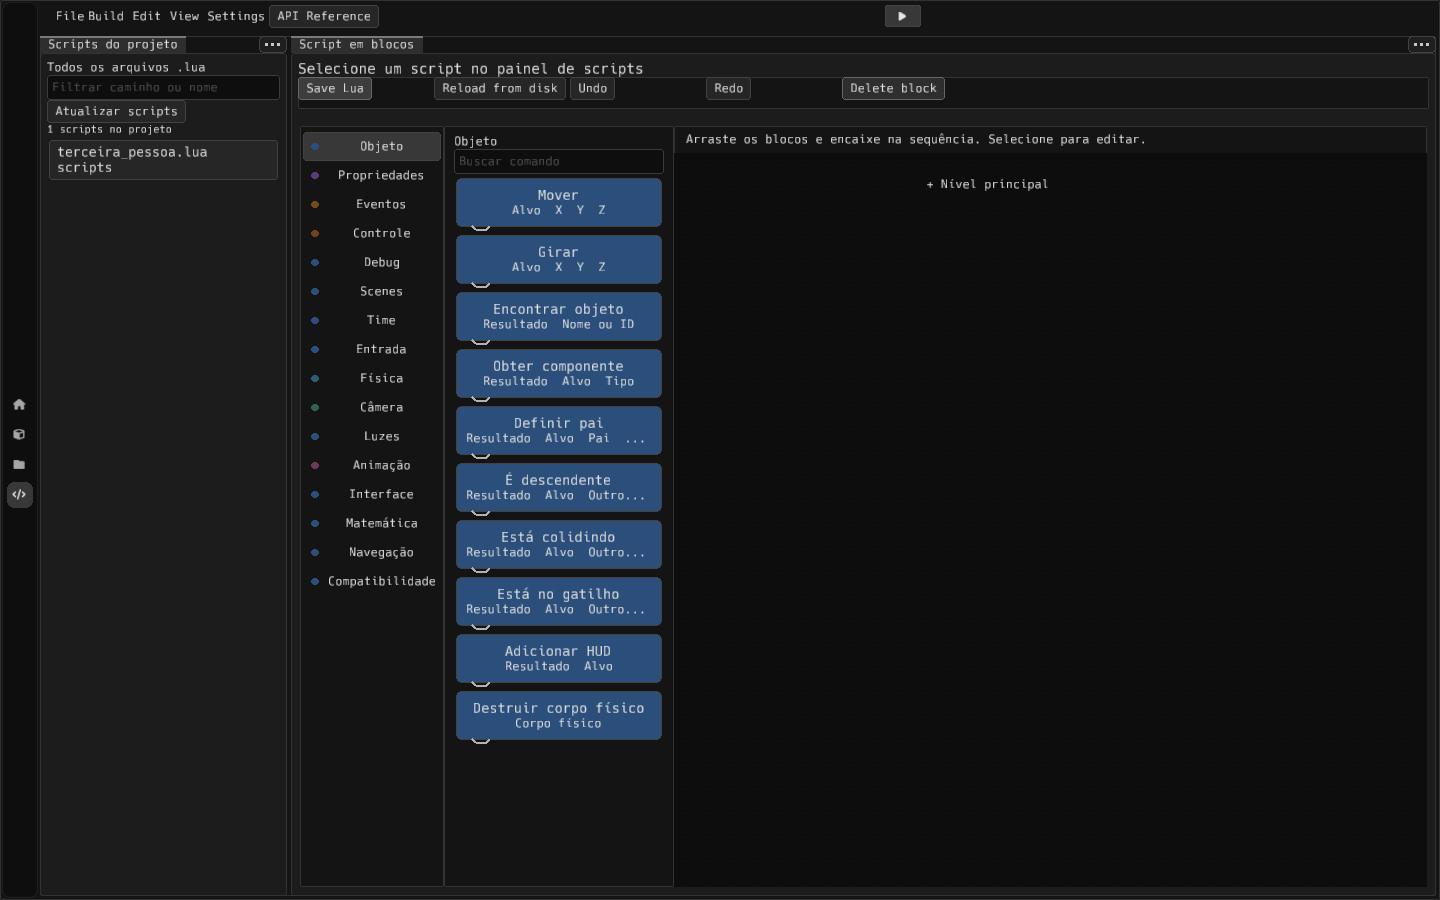 File Build Edit View Settings API Reference
Scripts do projeto
Todos os arquivos .lua
Filtrar caminho ou nome
Atualizar scripts
1 scripts no projeto
terceira_pessoa.lua
scripts
Script em blocos
Selecione um script no painel de scripts
Save Lua Reload from disk Undo Redo Delete block
Objeto
Propriedades
Eventos
Controle
Debug
Scenes
Time
Entrada
Física
Câmera
Luzes
Animação
Interface
Matemática
Navegação
Compatibilidade
Objeto
Buscar comando
Mover
Alvo X Y Z
Girar
Alvo X Y Z
Encontrar objeto
Resultado Nome ou ID
Obter componente
Resultado Alvo Tipo
Definir pai
Resultado Alvo Pai ...
É descendente
Resultado Alvo Outro...
Está colidindo
Resultado Alvo Outro...
Está no gatilho
Resultado Alvo Outro...
Adicionar HUD
Resultado Alvo
Destruir corpo físico
Corpo físico
Arraste os blocos e encaixe na sequência. Selecione para editar.
+ Nível principal